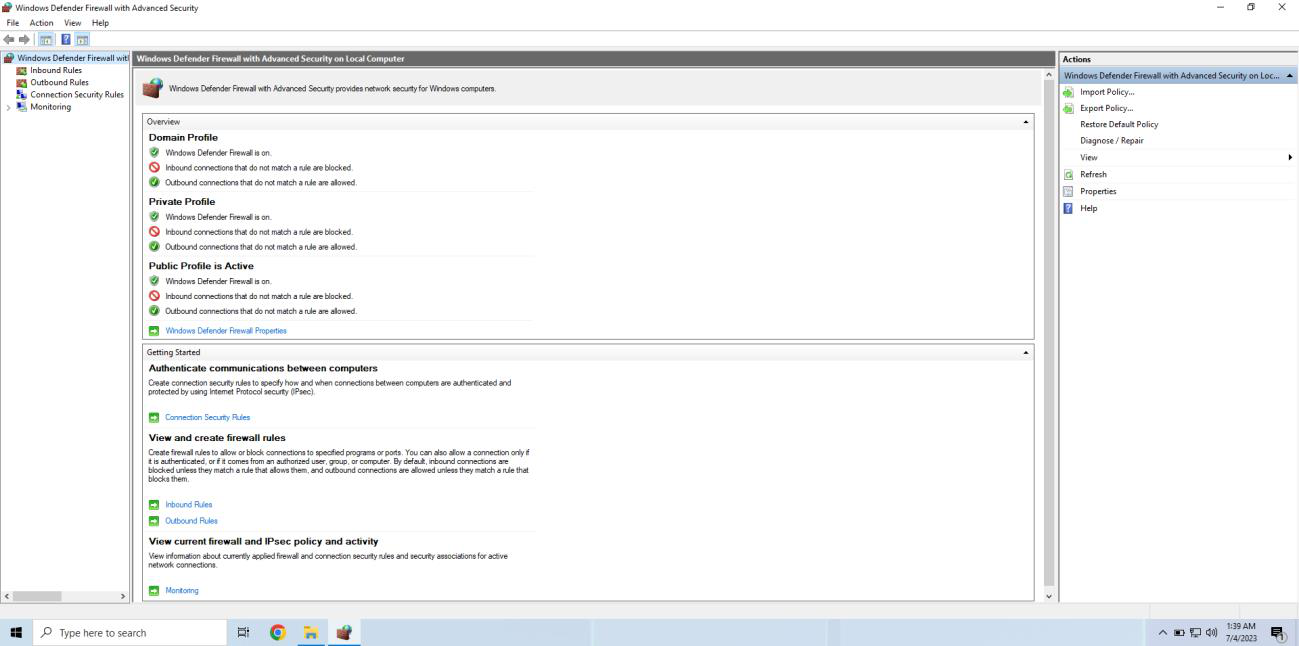 Windows Defender Firewall with Advanced Security
File Action View Help
Windows Defender Firewall witl
Inbound Rules
Outbound Rules
Connection Security Rules
Monitoring
Windows Defender Firewall with Advanced Security on Local Computer
Windows Defender Firewall with Advanced Security provides network security for Windows computers.
Overview
Domain Profile
Windows Defender Firewall is on.
Inbound connections that do not match a rule are blocked.
Outbound connections that do not match a rule are allowed.
Private Profile
Windows Defender Firewall is on.
Inbound connections that do not match a rule are blocked.
Outbound connections that do not match a rule are allowed.
Public Profile is Active
Windows Defender Firewall is on.
Inbound connections that do not match a rule are blocked.
Outbound connections that do not match a rule are allowed.
Windows Defender Firewall Properties
Getting Started
Authenticate communications between computers
Create connection security rules to specify how and when connections between computers are authenticated and
protected by using Internet Protocol security (IPsec).
Connection Security Rules
View and create firewall rules
Create firewall rules to allow or block connections to specified programs or ports. You can also allow a connection only if
it is authenticated, or if it comes from an authorized user, group, or computer. By default, inbound connections are
blocked unless they match a rule that allows them, and outbound connections are allowed unless they match a rule that
blocks them.
Inbound Rules
Outbound Rules
View current firewall and IPsec policy and activity
View information about currently applied firewall and connection security rules and security associations for active
network connections.
Monitoring
Actions
Windows Defender Firewall with Advanced Security on Loc...
Import Policy...
Export Policy...
Restore Default Policy
Diagnose / Repair
View
Refresh
Properties
Help
Type here to search
1:39 AM
7/4/2023
1